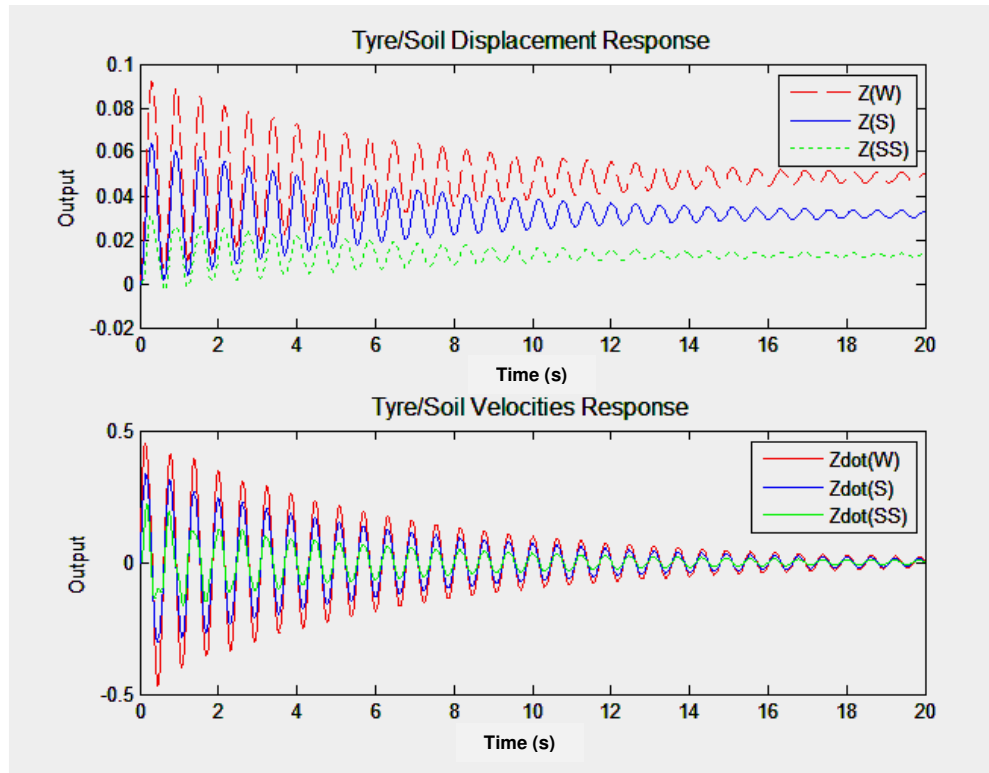 Tyre/Soil Displacement Response
0.1
0.08
0.06
0.04
0.02
0
-0.02
Output
Z(W)
Z(S)
Z(SS)
0 2 4 6 8 10 12 14 16 18 20
Time (s)
Tyre/Soil Velocities Response
0.5
0
-0.5
Output
Zdot(W)
Zdot(S)
Zdot(SS)
0 2 4 6 8 10 12 14 16 18 20
Time (s)